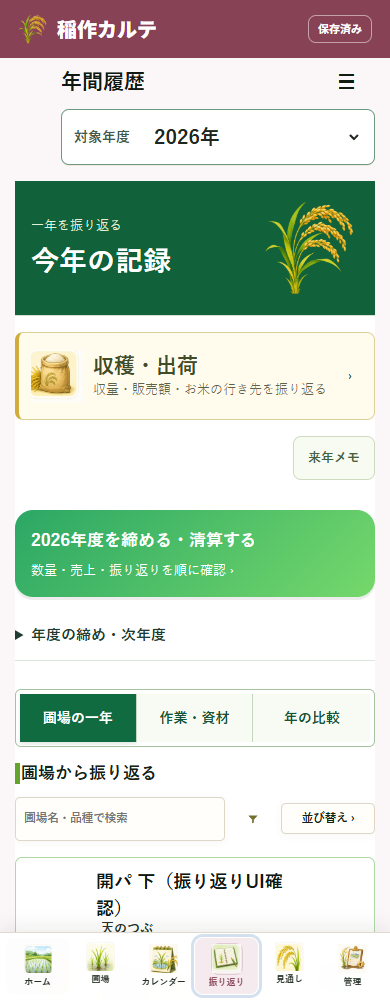 稲作カルテ
保存済み
年間履歴
対象年度 2026年
一年を振り返る
今年の記録
収穫・出荷
収量・販売額・お米の行き先を振り返る
›
来年メモ
2026年度を締める・清算する
数量・売上・振り返りを順に確認 ›
▶ 年度の締め・次年度
圃場の一年
作業・資材
年の比較
圃場から振り返る
圃場名・品種で検索
並び替え ›
開パ 下（振り返りUI確
認）
天のつぶ
ホーム
圃場
カレンダー
振り返り
見通し
管理